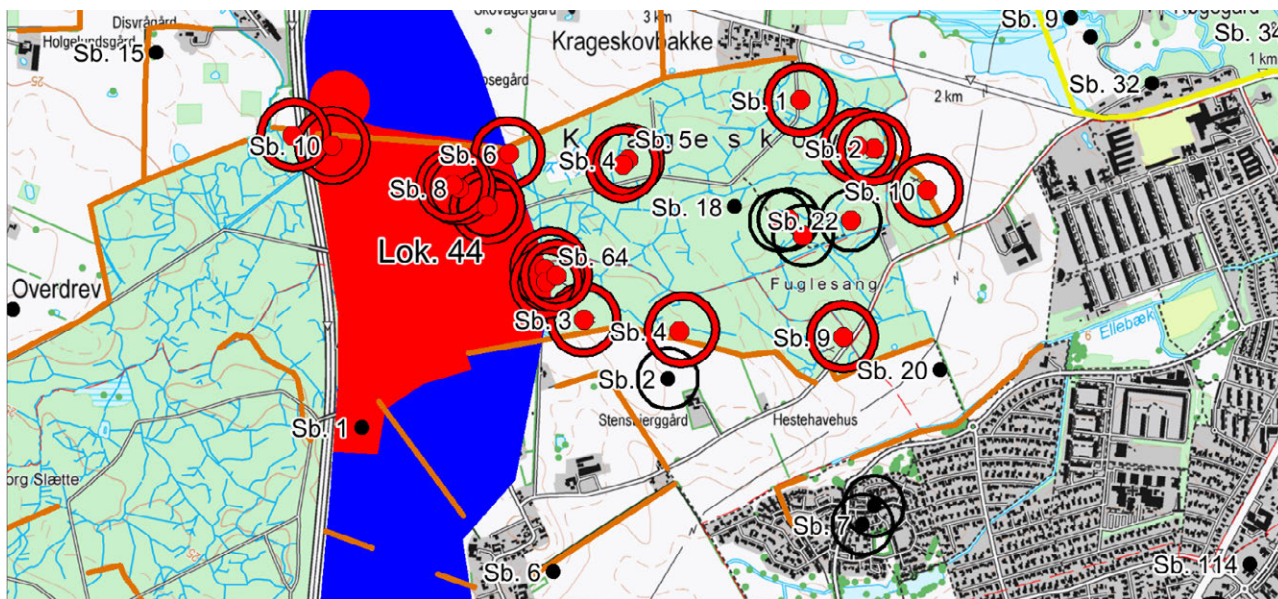 Disvrågård
Holgelundsgård
Sb. 15
25
Skovagergård
3 km
Krageskovbakke
Sb. 9
Sb. 32
1 km
2 km
Sb. 1
Sb. 10
Sb. 6
Sb. 5
Sb. 4
Sb. 2
Sb. 8
Sb. 10
Sb. 18
Sb. 22
Lok. 44
Sb. 64
Fuglesang
Overdrev
Sb. 3
Sb. 4
Sb. 9
Ellebæk
Sb. 2
Sb. 20
Stensbjerggård
Hestehavehus
Sb. 1
Sb. 7
Sb. 6
Sb. 114